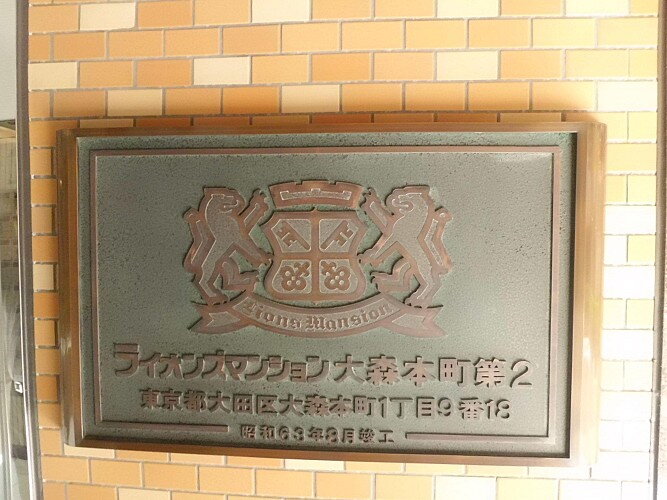 Lions Mansion
ライオンズマンション大森本町第2
東京都大田区大森本町1丁目9番18
昭和63年8月竣工